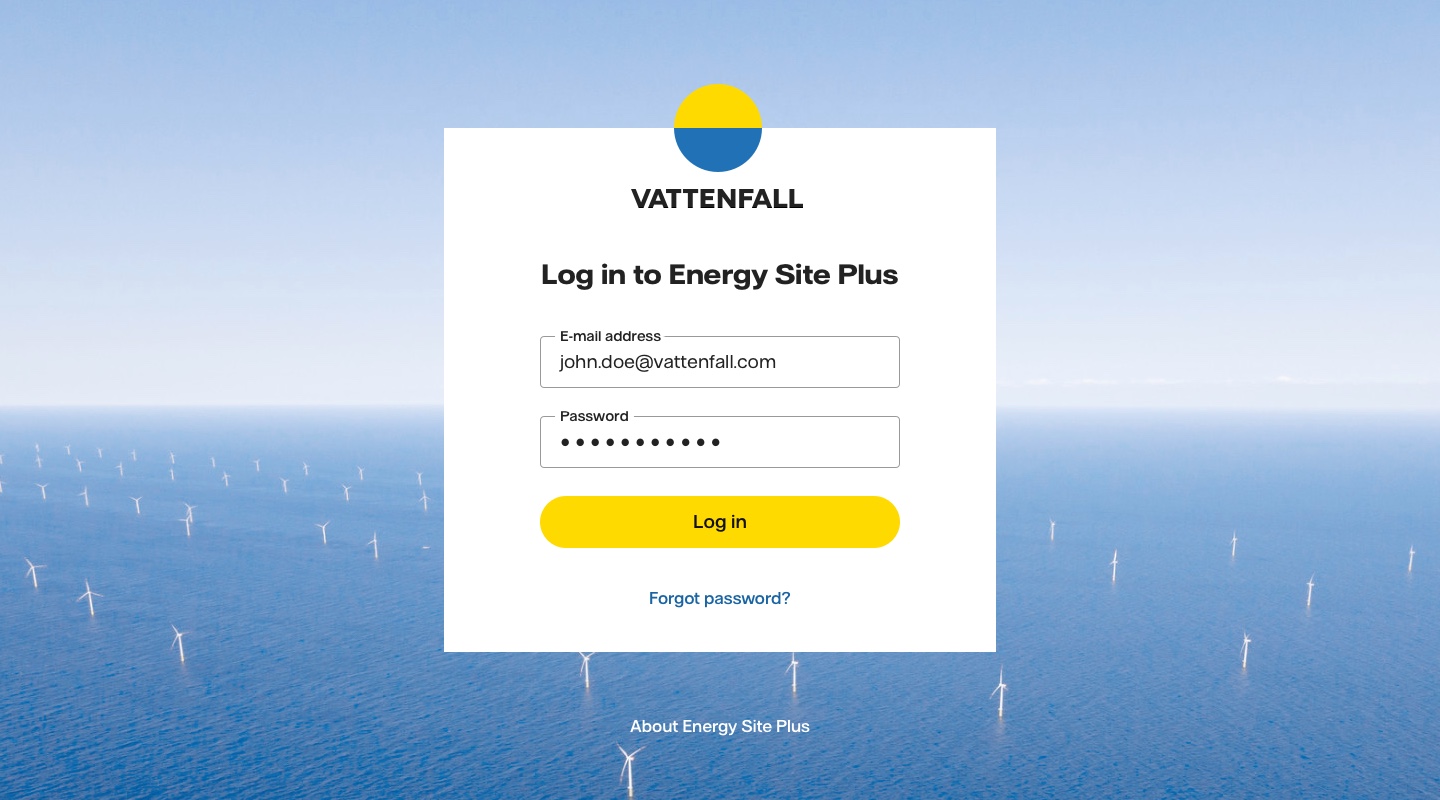 VATTENFALL
Log in to Energy Site Plus
E-mail address
john.doe@vattenfall.com
Password
●●●●●●●●●●●
Log in
Forgot password?
About Energy Site Plus